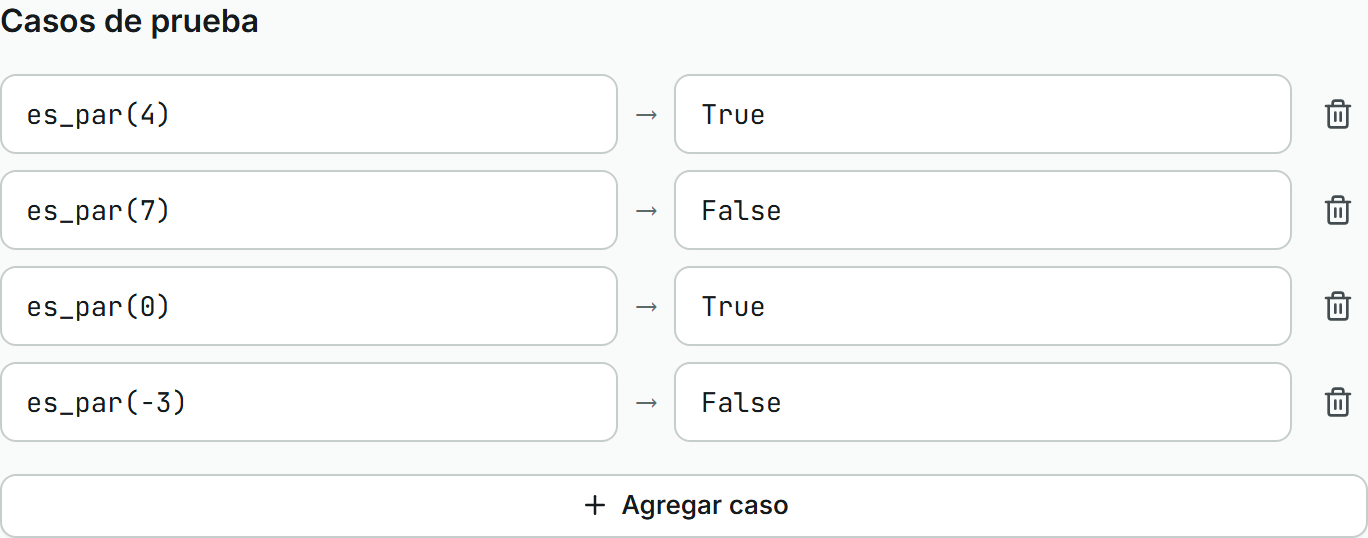 Casos de prueba
es_par(4) → True
es_par(7) → False
es_par(0) → True
es_par(-3) → False
+ Agregar caso